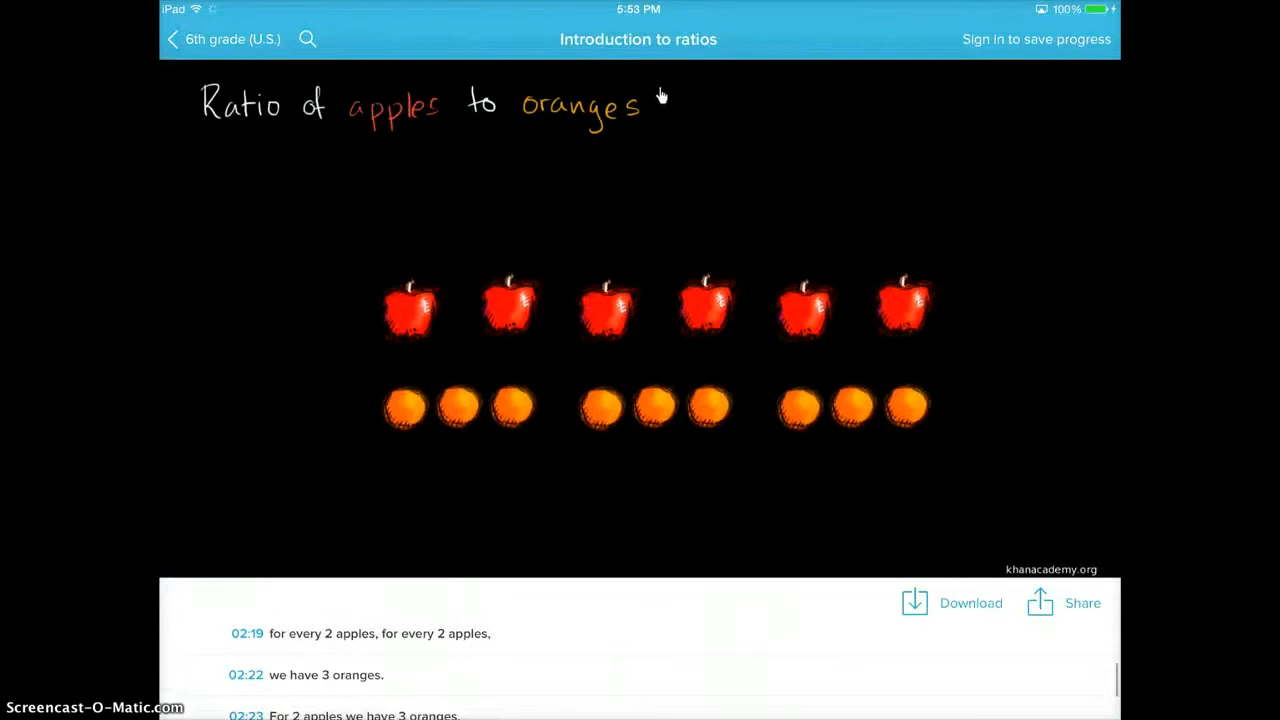 iPad 5:53 PM 100%
6th grade (U.S.) Introduction to ratios Sign in to save progress
Ratio of apples to oranges
khanacademy.org
Download Share
02:19 for every 2 apples, for every 2 apples,
02:22 we have 3 oranges.
02:23 For 2 apples we have 3 oranges.
Screencast-O-Matic.com